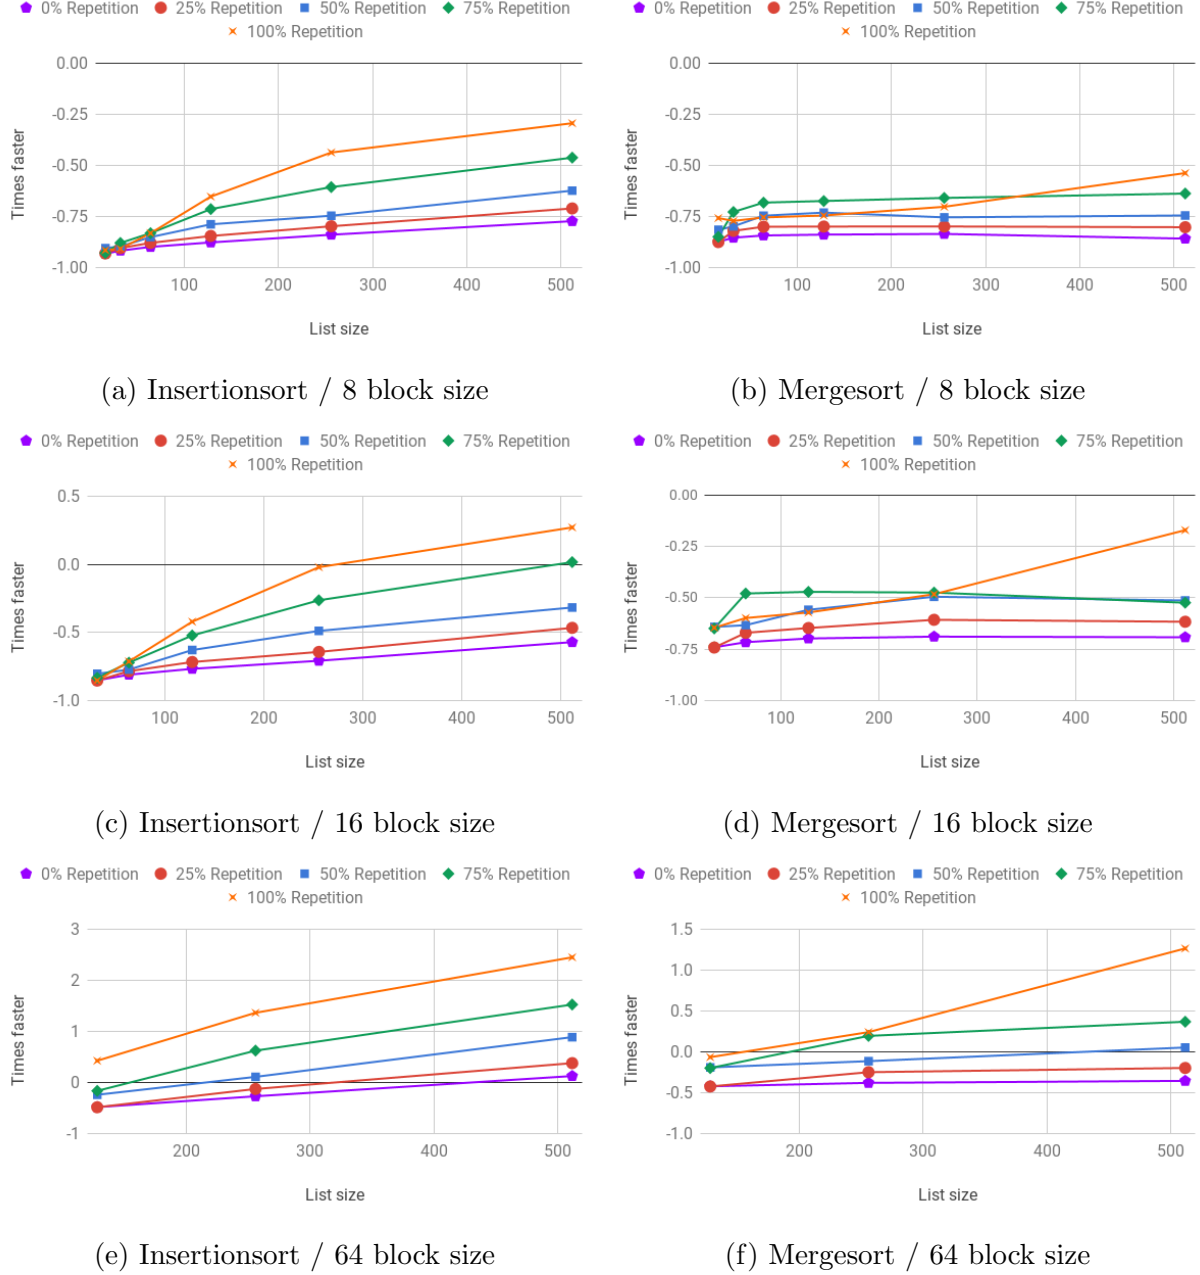 0% Repetition 25% Repetition 50% Repetition 75% Repetition
100% Repetition
0.00
-0.25
-0.50
-0.75
-1.00
100 200 300 400 500
Times faster
List size
(a) Insertionsort / 8 block size
0% Repetition 25% Repetition 50% Repetition 75% Repetition
100% Repetition
0.00
-0.25
-0.50
-0.75
-1.00
100 200 300 400 500
Times faster
List size
(b) Mergesort / 8 block size
0% Repetition 25% Repetition 50% Repetition 75% Repetition
100% Repetition
0.5
0.0
-0.5
-1.0
100 200 300 400 500
Times faster
List size
(c) Insertionsort / 16 block size
0% Repetition 25% Repetition 50% Repetition 75% Repetition
100% Repetition
0.00
-0.25
-0.50
-0.75
-1.00
100 200 300 400 500
Times faster
List size
(d) Mergesort / 16 block size
0% Repetition 25% Repetition 50% Repetition 75% Repetition
100% Repetition
3
2
1
0
-1
200 300 400 500
Times faster
List size
(e) Insertionsort / 64 block size
0% Repetition 25% Repetition 50% Repetition 75% Repetition
100% Repetition
1.5
1.0
0.5
0.0
-0.5
-1.0
200 300 400 500
Times faster
List size
(f) Mergesort / 64 block size